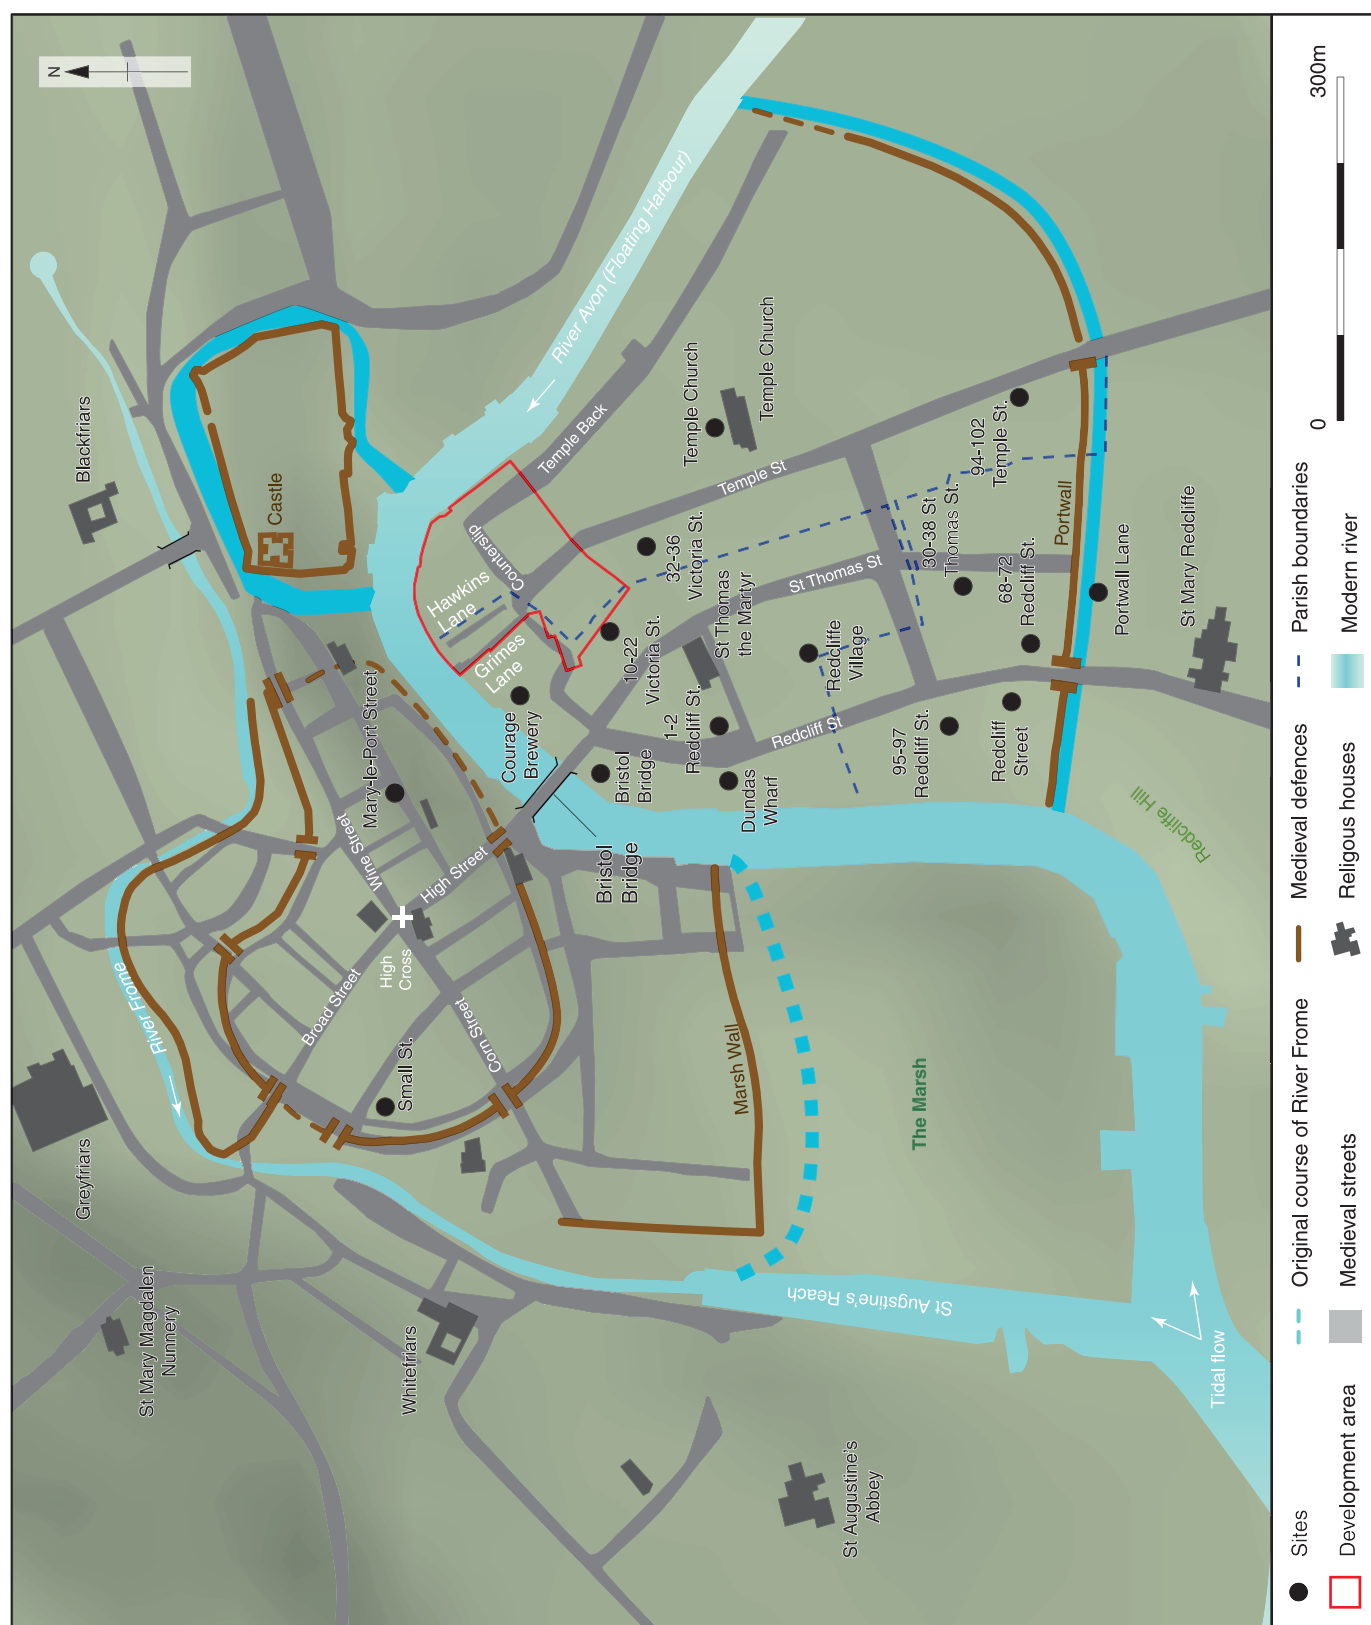 N
Blackfriars
Castle
River Avon (Floating Harbour)
Greyfriars
River Frome
St Mary Magdalen
Nunnery
Whitefriars
St Augustine's
Abbey
Mary-le-Port Street
Wine Street
High Street
Broad Street
High
Cross
Corn Street
Small St.
Bristol
Bridge
Marsh Wall
The Marsh
St Augustine's Reach
Tidal flow
Hawkins
Lane
Counterslip
Grimes
Lane
Temple Back
Courage
Brewery
Bristol
Bridge
10-22
Victoria St.
32-36
Victoria St.
1-2
Redcliff St.
St Thomas
the Martyr
Temple Church
Temple Church
Temple St
St Thomas St
Redcliff St
Dundas
Wharf
Redcliffe
Village
95-97
Redcliff St.
30-38 St
Thomas St.
94-102
Temple St.
68-72
Redcliff St.
Redcliff
Street
Portwall
Portwall Lane
St Mary Redcliffe
Redcliffe Hill
Sites
Original course of River Frome
Medieval defences
Parish boundaries
Development area
Medieval streets
Religous houses
Modern river
0
300m